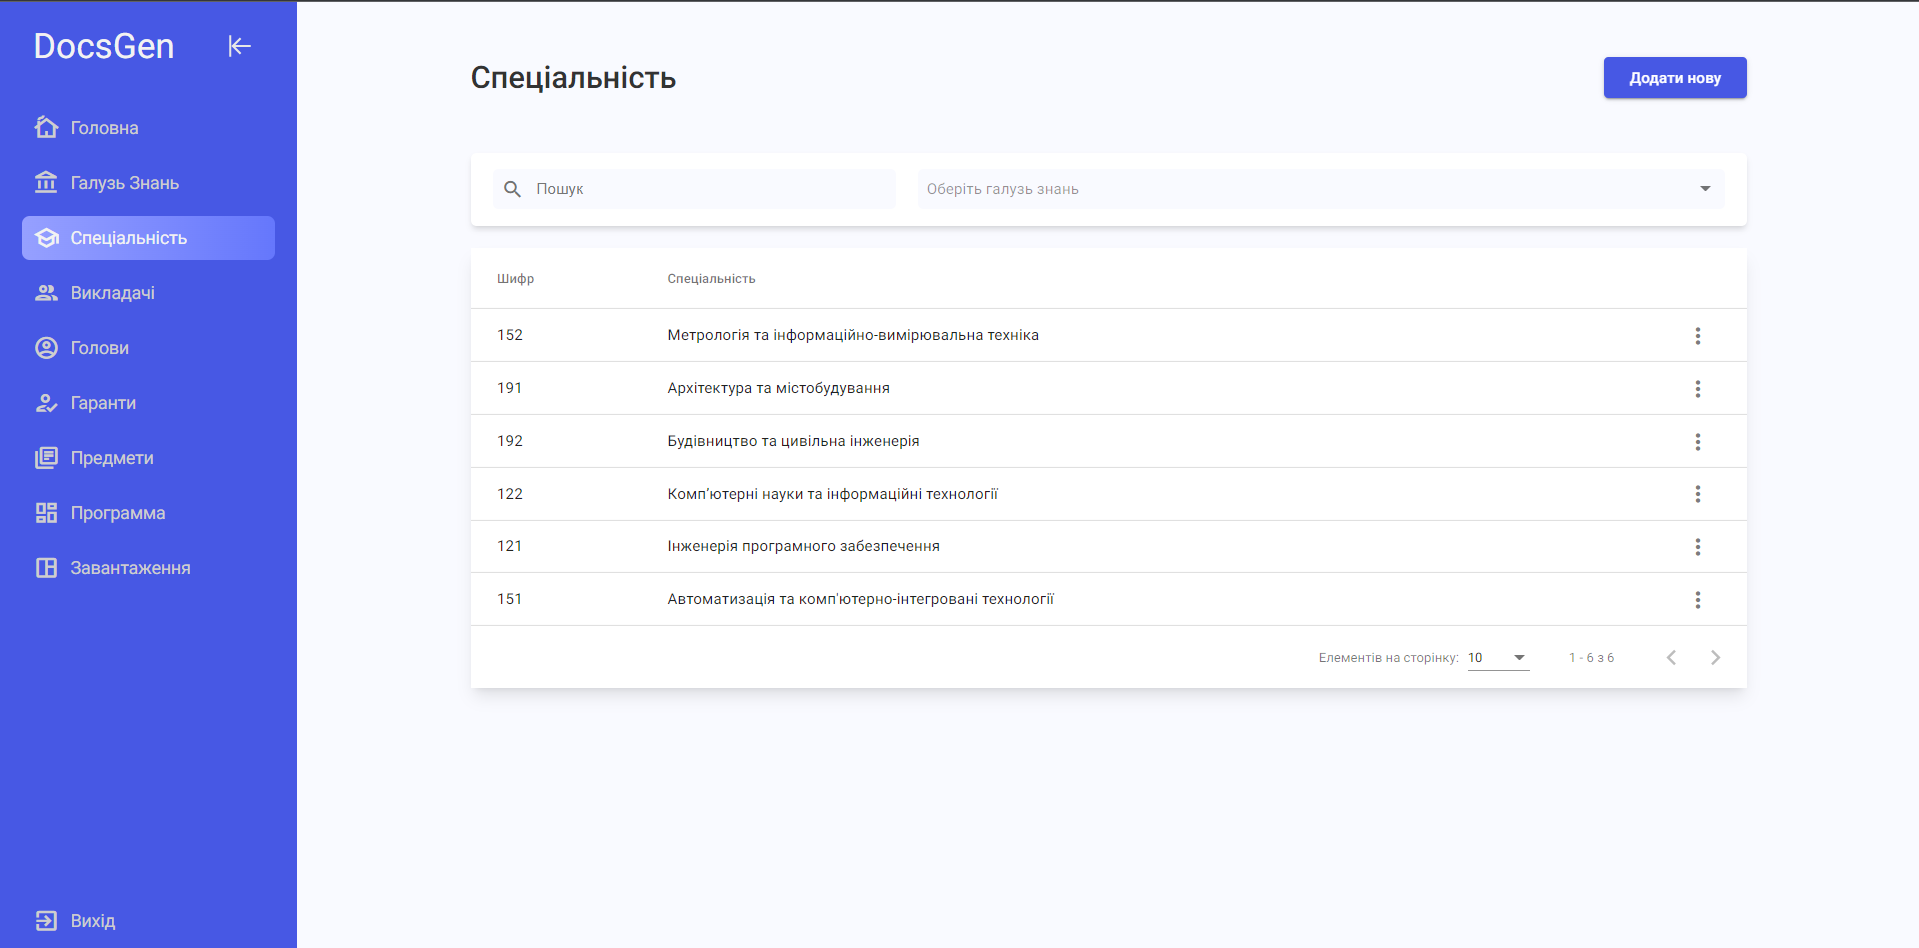 DocsGen
Головна
Галузь Знань
Спеціальність
Викладачі
Голови
Гаранти
Предмети
Программа
Завантаження
Вихід
Спеціальність
Додати нову
Пошук
Оберіть галузь знань
Шифр Спеціальність
152 Метрологія та інформаційно-вимірювальна техніка
191 Архітектура та містобудування
192 Будівництво та цивільна інженерія
122 Комп’ютерні науки та інформаційні технології
121 Інженерія програмного забезпечення
151 Автоматизація та комп'ютерно-інтегровані технології
Елементів на сторінку: 10 1 - 6 з 6